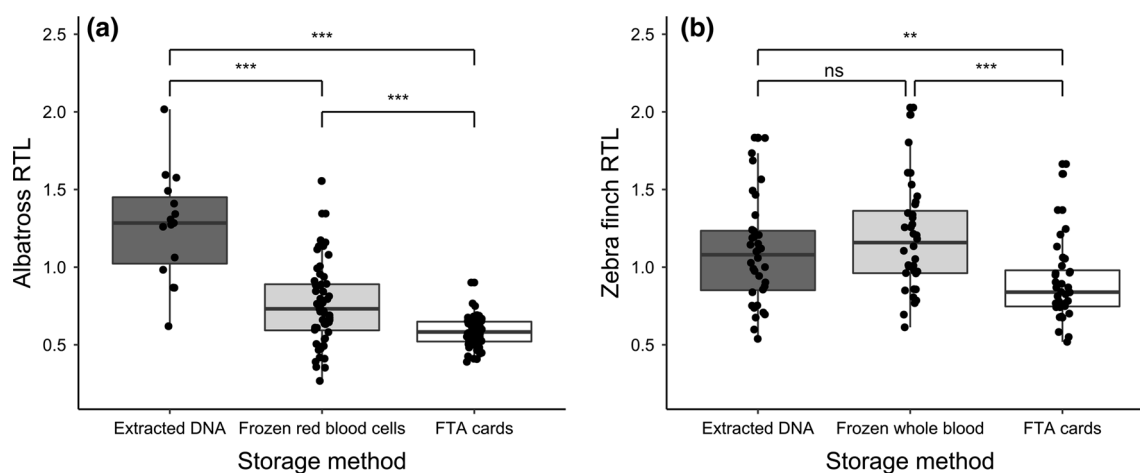 (a)
Albatross RTL
2.5
2.0
1.5
1.0
0.5
***
***
***
Extracted DNA Frozen red blood cells FTA cards
Storage method
(b)
Zebra finch RTL
2.5
2.0
1.5
1.0
0.5
**
ns
***
Extracted DNA Frozen whole blood FTA cards
Storage method